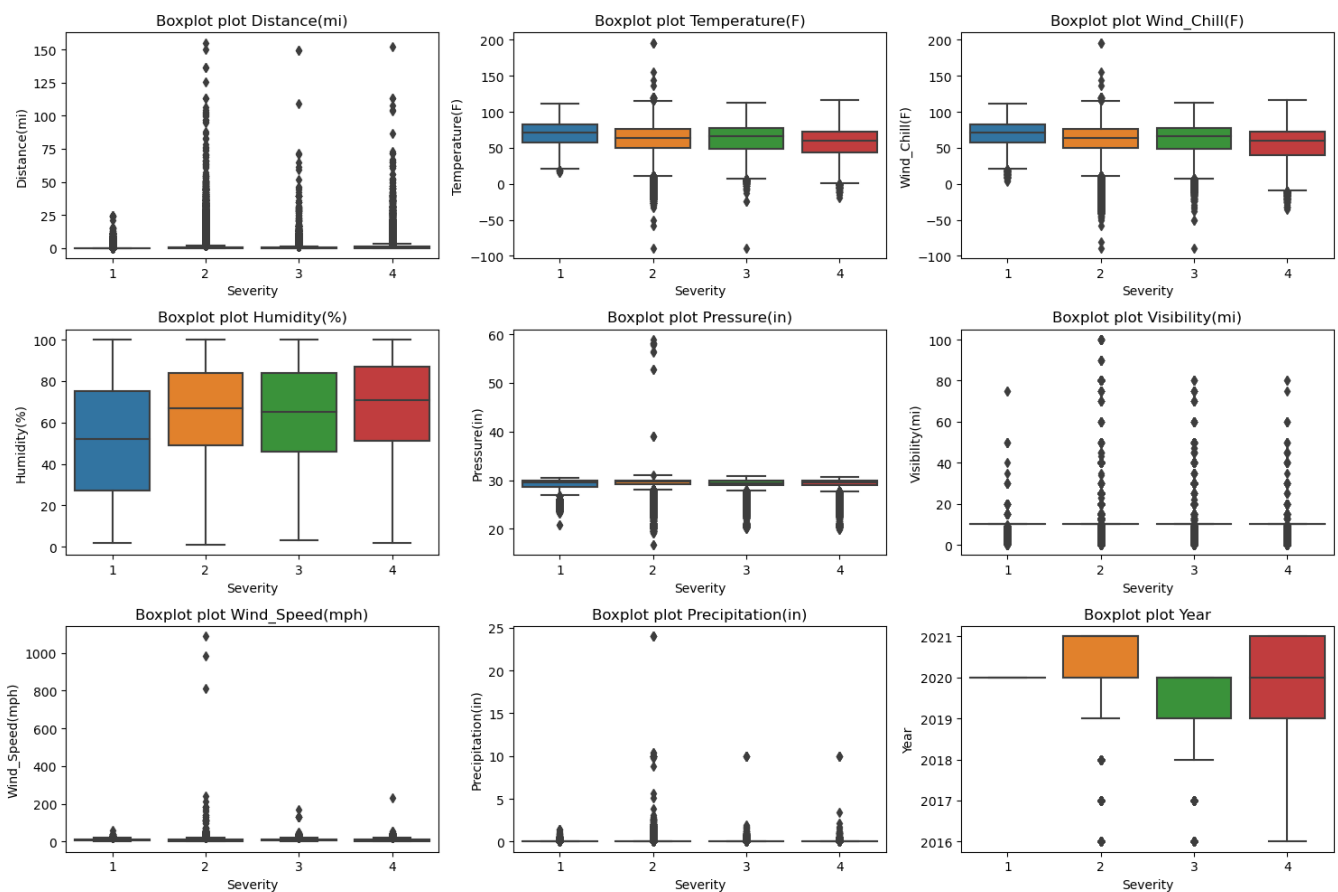 Boxplot plot Distance(mi)
Distance(mi)
150
125
100
75
50
25
0
1 2 3 4
Severity
Boxplot plot Temperature(F)
Temperature(F)
200
150
100
50
0
−50
−100
1 2 3 4
Severity
Boxplot plot Wind_Chill(F)
Wind_Chill(F)
200
150
100
50
0
−50
−100
1 2 3 4
Severity
Boxplot plot Humidity(%)
Humidity(%)
100
80
60
40
20
0
1 2 3 4
Severity
Boxplot plot Pressure(in)
Pressure(in)
60
50
40
30
20
1 2 3 4
Severity
Boxplot plot Visibility(mi)
Visibility(mi)
100
80
60
40
20
0
1 2 3 4
Severity
Boxplot plot Wind_Speed(mph)
Wind_Speed(mph)
1000
800
600
400
200
0
1 2 3 4
Severity
Boxplot plot Precipitation(in)
Precipitation(in)
25
20
15
10
5
0
1 2 3 4
Severity
Boxplot plot Year
Year
2021
2020
2019
2018
2017
2016
1 2 3 4
Severity